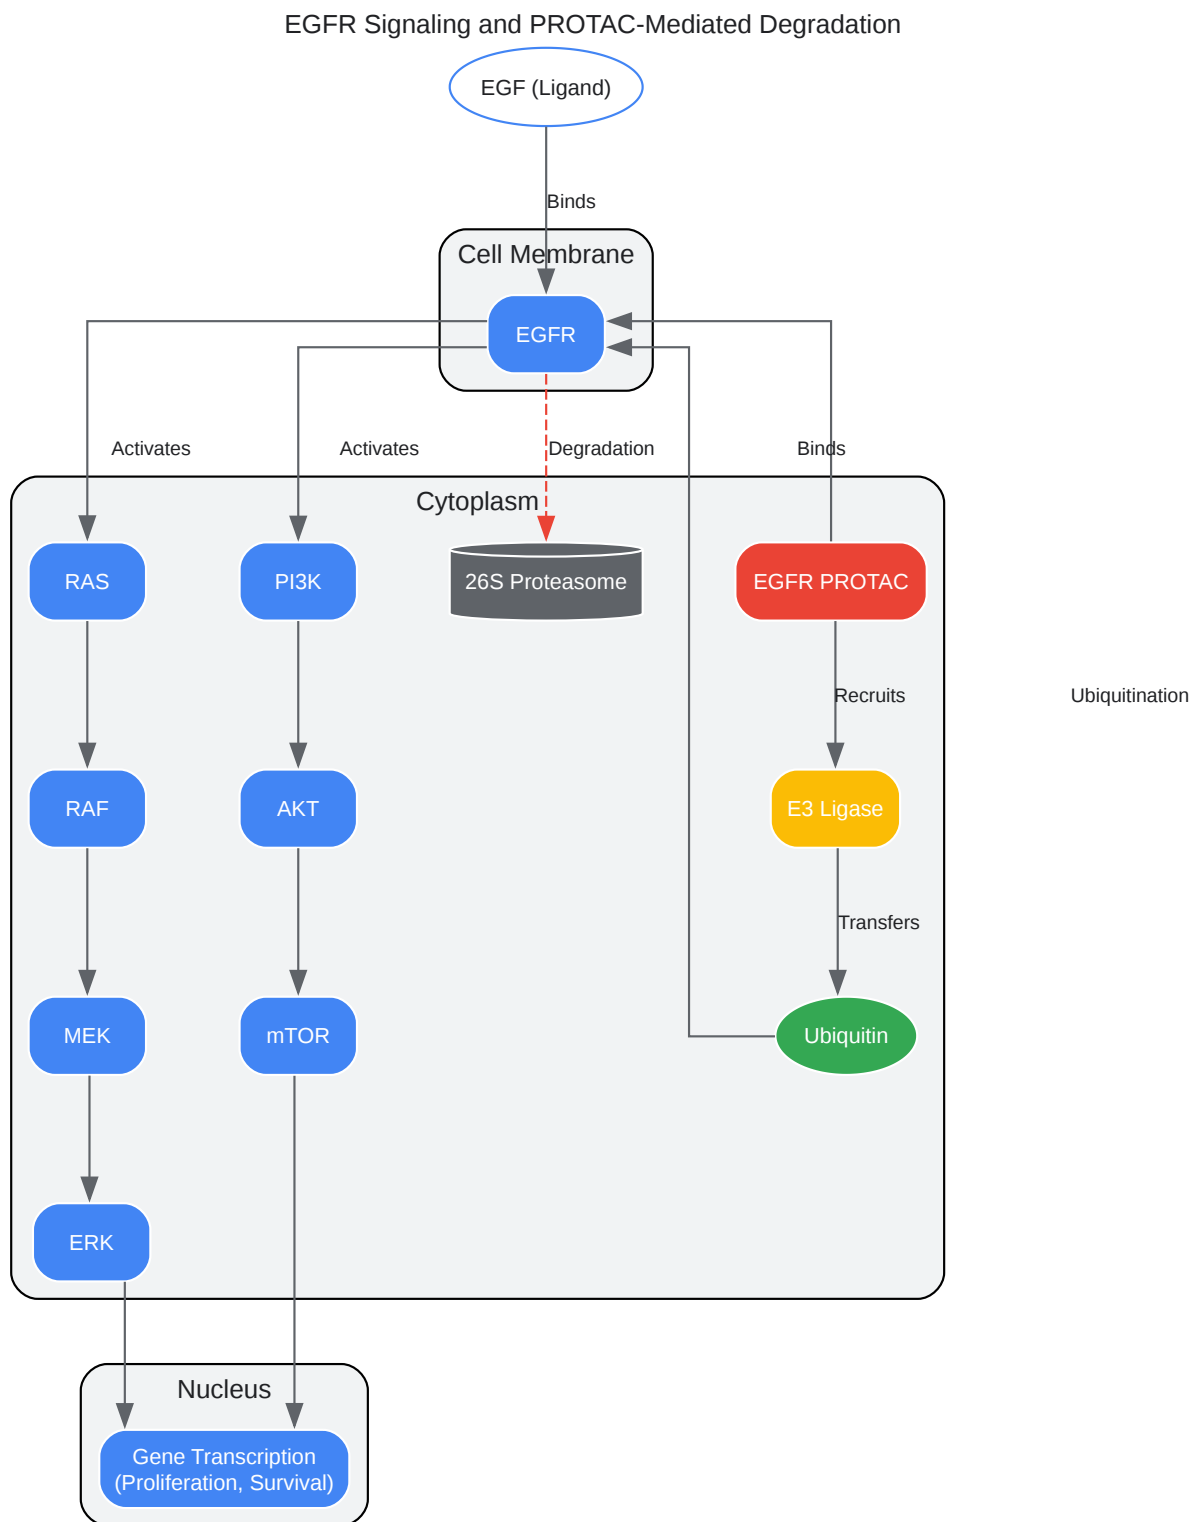 EGFR Signaling and PROTAC-Mediated Degradation
EGF (Ligand)
Binds
Cell Membrane
EGFR
Activates
Activates
Degradation
Binds
Cytoplasm
RAS
PI3K
26S Proteasome
EGFR PROTAC
Recruits
Ubiquitination
RAF
AKT
E3 Ligase
Transfers
MEK
mTOR
Ubiquitin
ERK
Nucleus
Gene Transcription
(Proliferation, Survival)